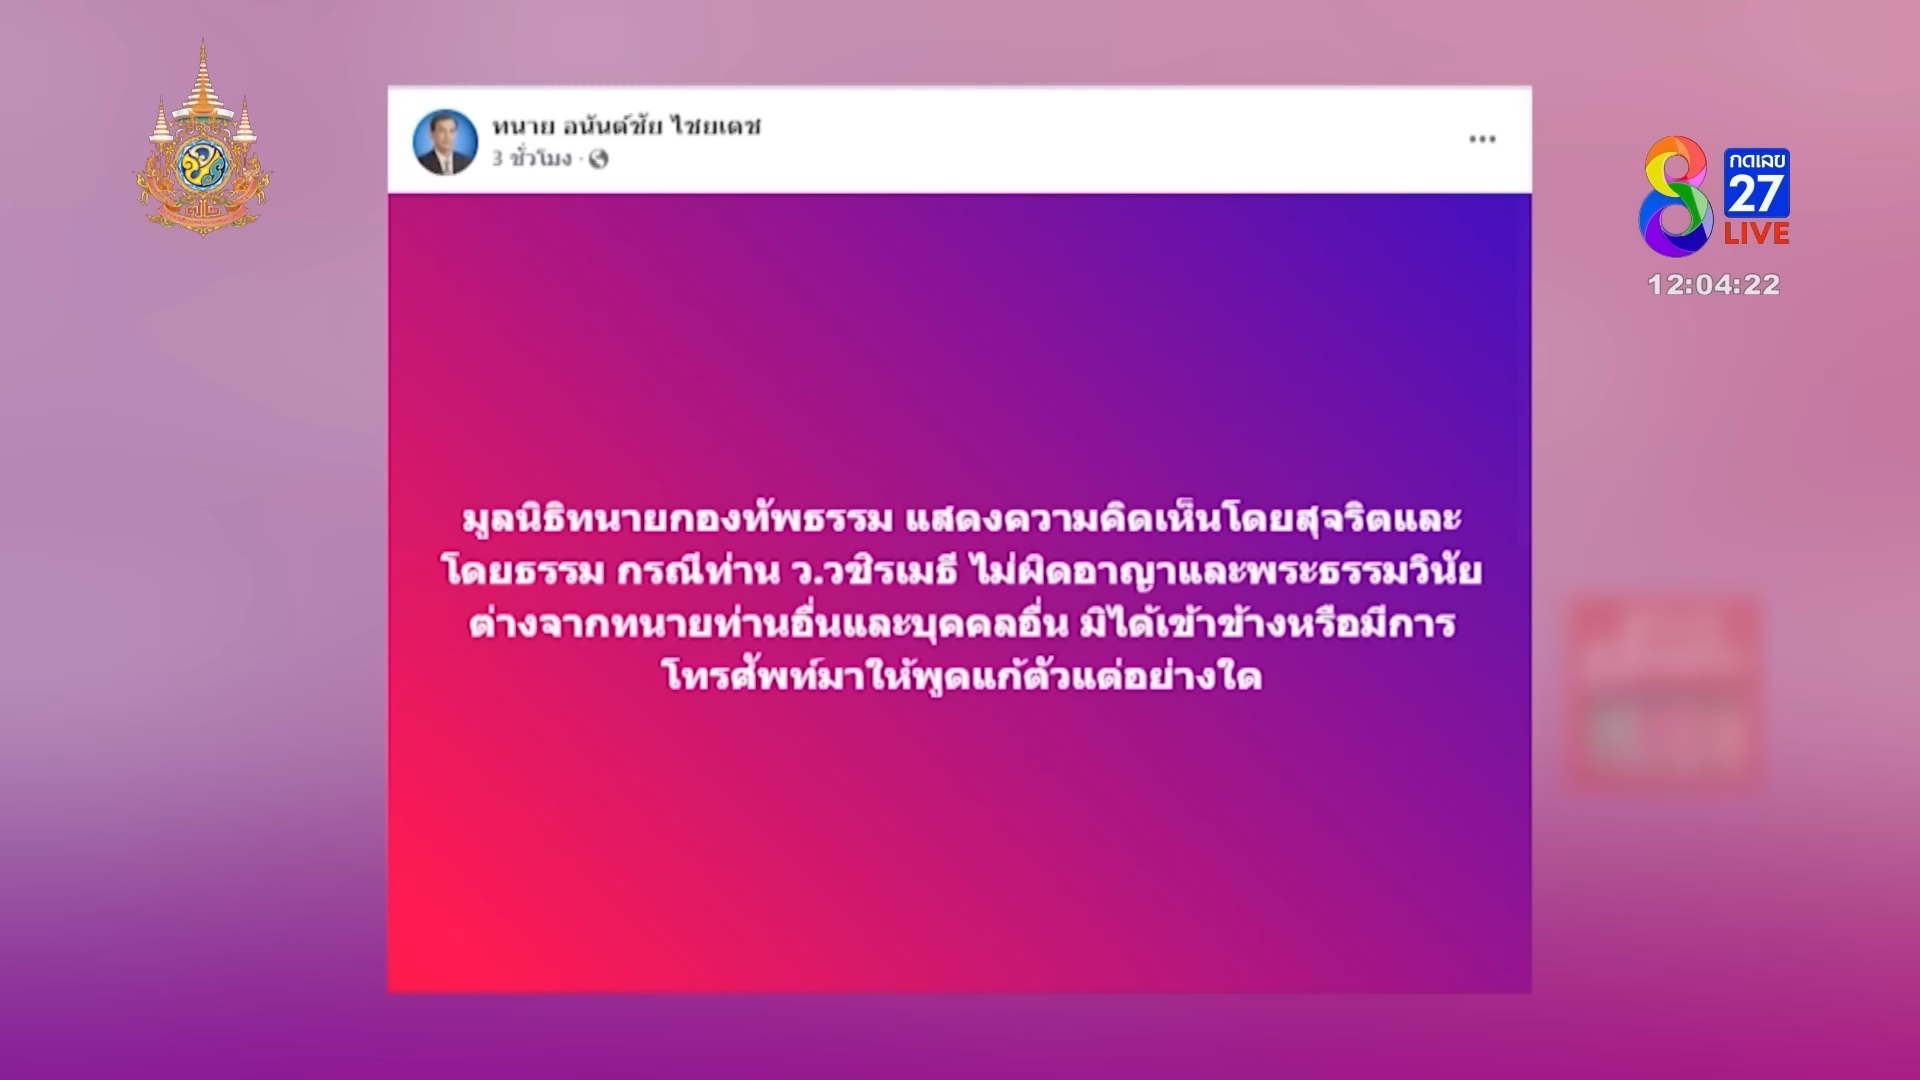 ทนาย อนันต์ชัย ไชยเดช
3 ชั่วโมง ·
กดเลข
27
LIVE
12:04:22
มูลนิธิทนายกองทัพธรรม แสดงความคิดเห็นโดยสุจริตและ
โดยธรรม กรณีท่าน ว.วชิรเมธี ไม่ผิดอาญาและพระธรรมวินัย
ต่างจากทนายท่านอื่นและบุคคลอื่น มิได้เข้าข้างหรือมีการ
โทรศัพท์มาให้พูดแก้ตัวแต่อย่างใด